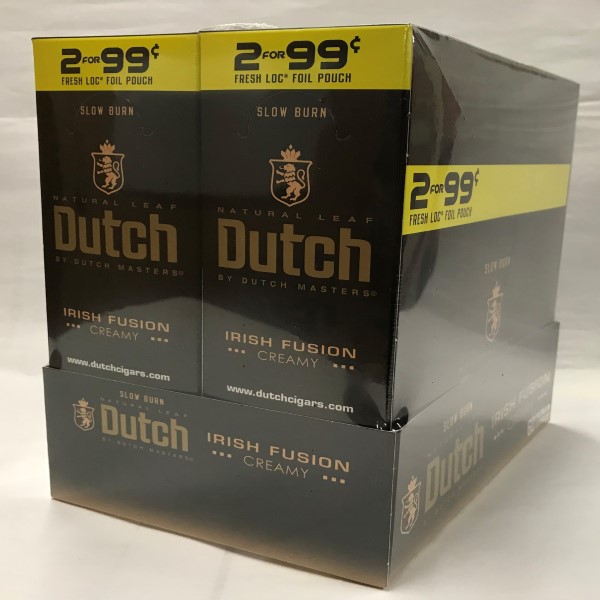 2 FOR 99¢
FRESH LOC® FOIL POUCH
SLOW BURN
NATURAL LEAF
Dutch
BY DUTCH MASTERS®
IRISH FUSION
CREAMY
www.dutchcigars.com
2 FOR 99¢
FRESH LOC® FOIL POUCH
SLOW BURN
NATURAL LEAF
Dutch
BY DUTCH MASTERS®
IRISH FUSION
CREAMY
www.dutchcigars.com
2 FOR 99¢
FRESH LOC® FOIL POUCH
SLOW BURN
SLOW BURN
NATURAL LEAF
Dutch
BY DUTCH MASTERS®
IRISH FUSION
CREAMY
SLOW BURN
Dutch
IRISH FUSION